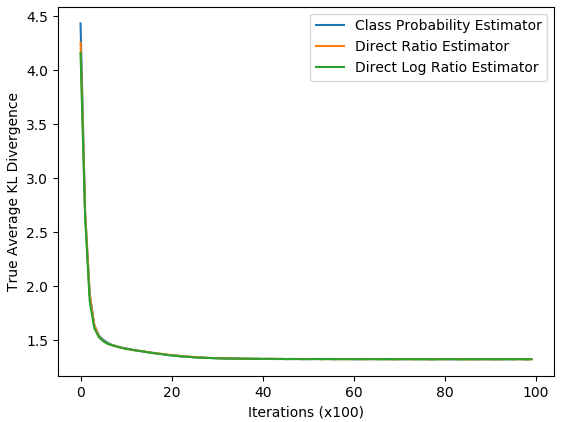 4.5
4.0
3.5
3.0
2.5
2.0
1.5
True Average KL Divergence
Class Probability Estimator
Direct Ratio Estimator
Direct Log Ratio Estimator
0 20 40 60 80 100
Iterations (x100)